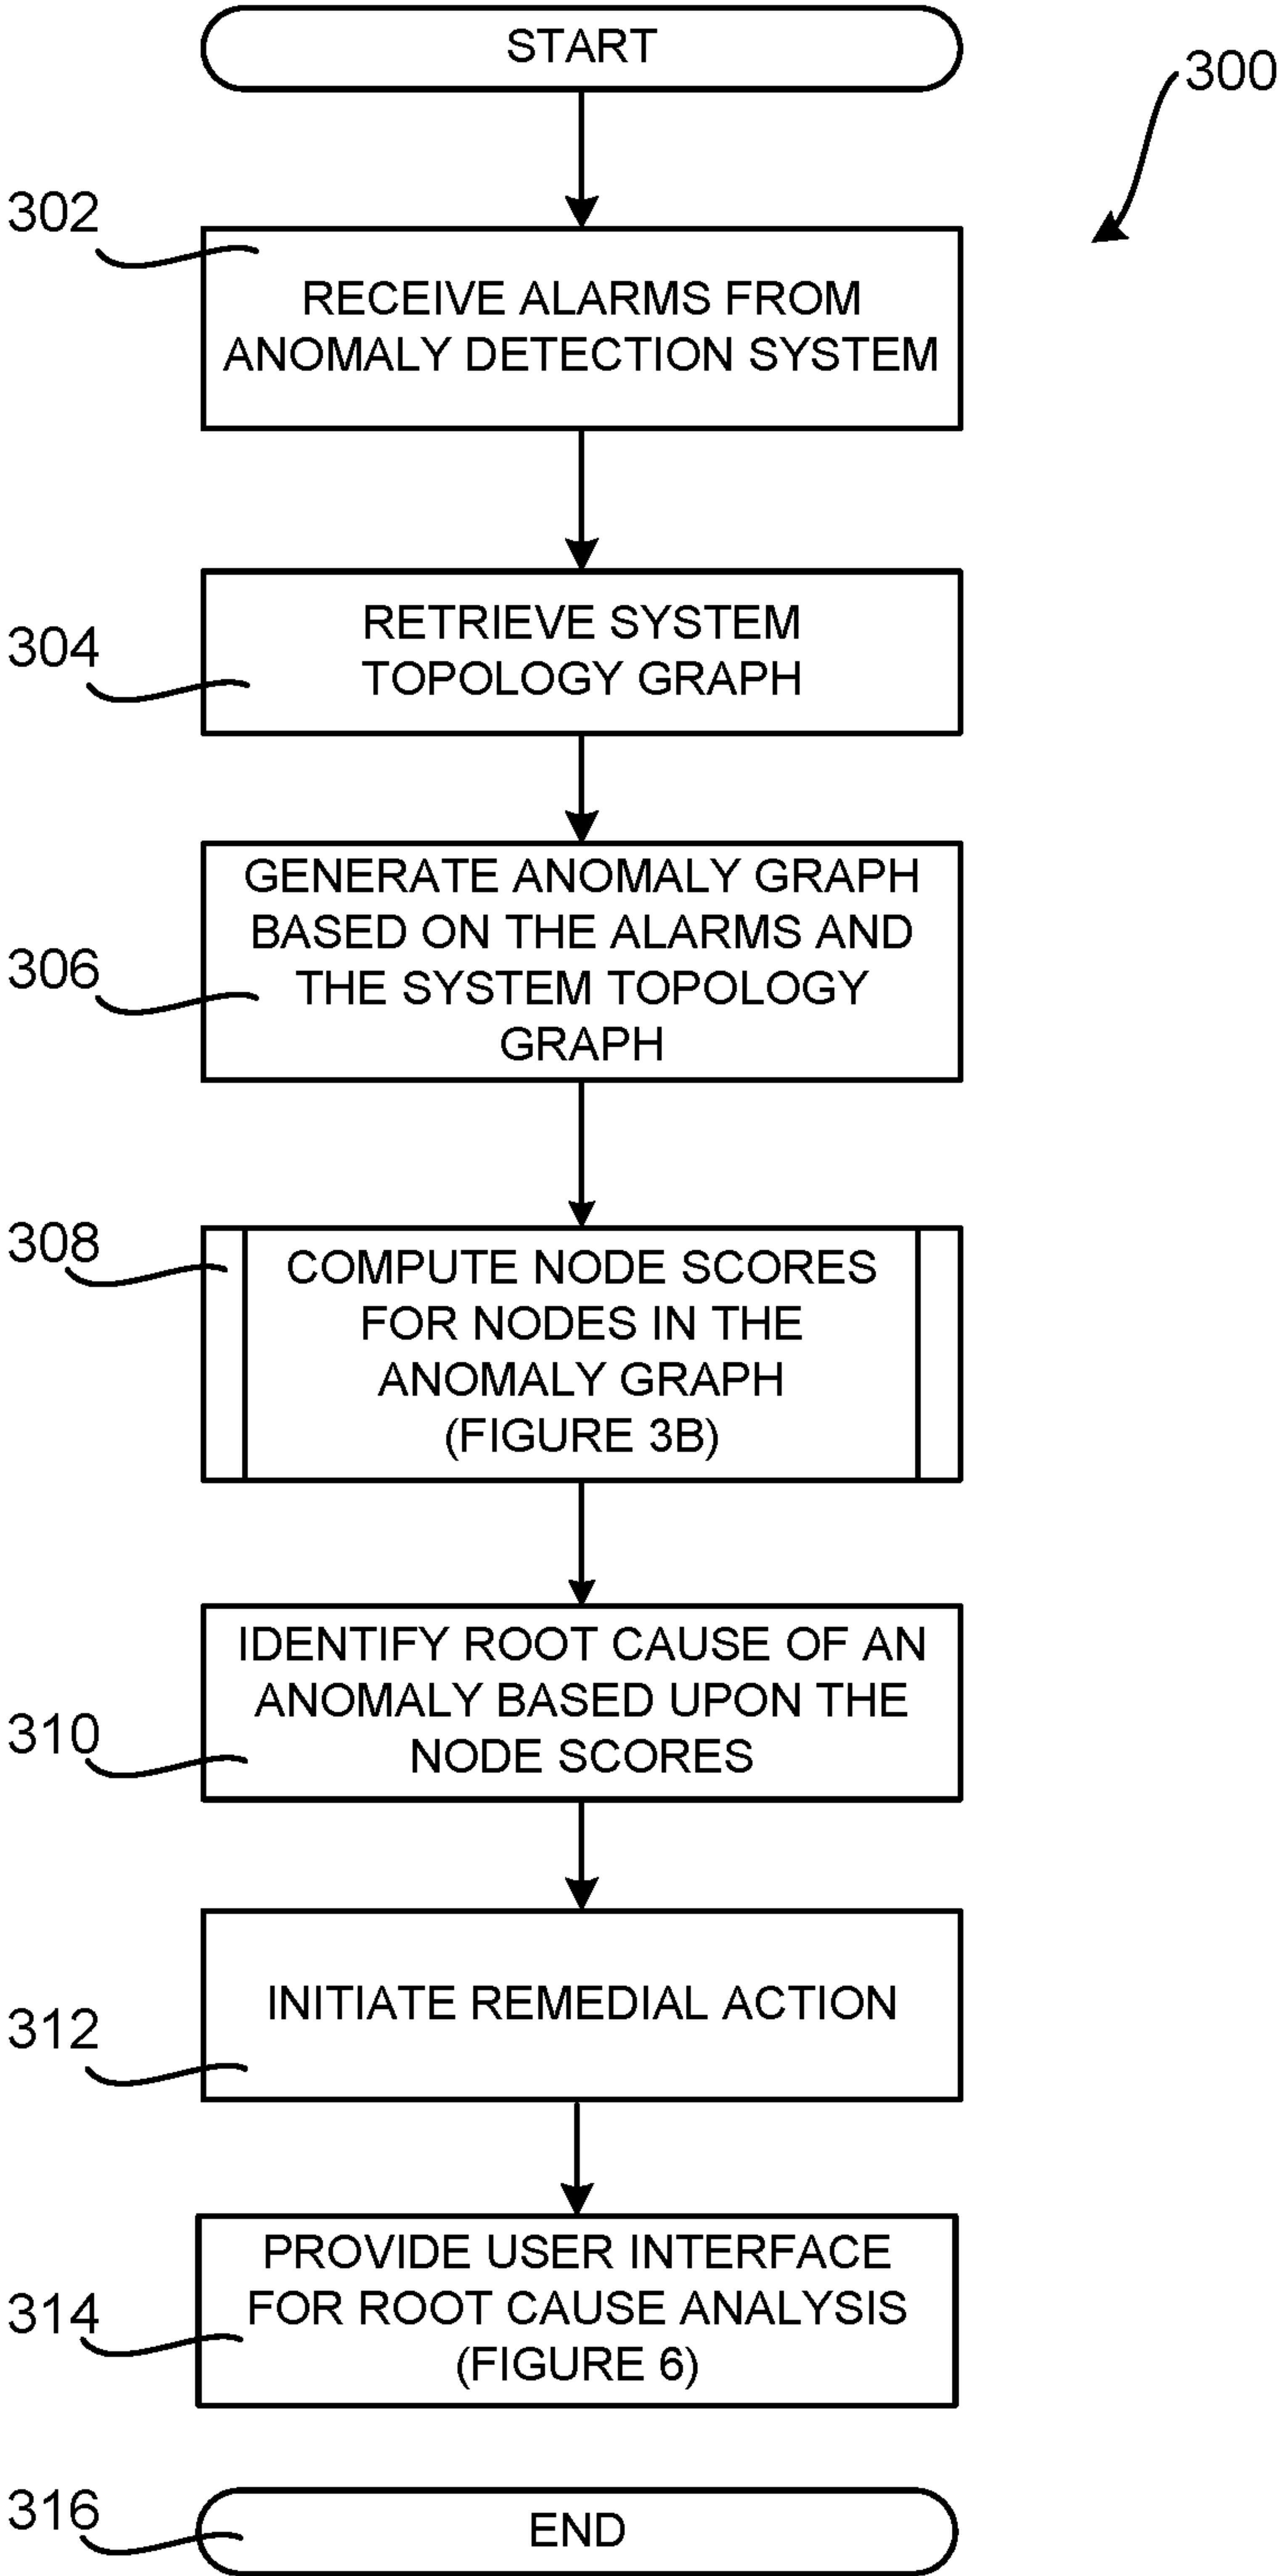 START
300
302
RECEIVE ALARMS FROM
ANOMALY DETECTION SYSTEM
304
RETRIEVE SYSTEM
TOPOLOGY GRAPH
306
GENERATE ANOMALY GRAPH
BASED ON THE ALARMS AND
THE SYSTEM TOPOLOGY
GRAPH
308
COMPUTE NODE SCORES
FOR NODES IN THE
ANOMALY GRAPH
(FIGURE 3B)
310
IDENTIFY ROOT CAUSE OF AN
ANOMALY BASED UPON THE
NODE SCORES
312
INITIATE REMEDIAL ACTION
314
PROVIDE USER INTERFACE
FOR ROOT CAUSE ANALYSIS
(FIGURE 6)
316
END